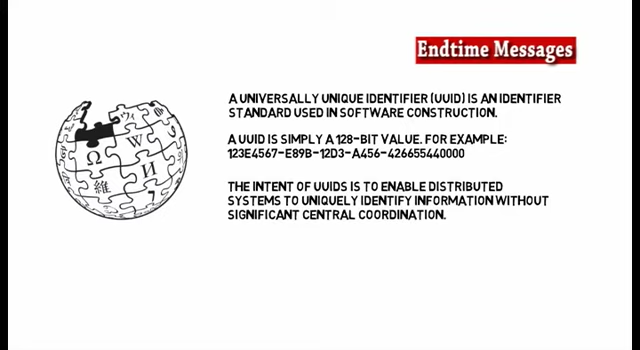 Endtime Messages
A UNIVERSALLY UNIQUE IDENTIFIER (UUID) IS AN IDENTIFIER
STANDARD USED IN SOFTWARE CONSTRUCTION.
A UUID IS SIMPLY A 128-BIT VALUE. FOR EXAMPLE:
123E4567-E89B-12D3-A456-426655440000
THE INTENT OF UUIDS IS TO ENABLE DISTRIBUTED
SYSTEMS TO UNIQUELY IDENTIFY INFORMATION WITHOUT
SIGNIFICANT CENTRAL COORDINATION.
Ω
W
維
И
7